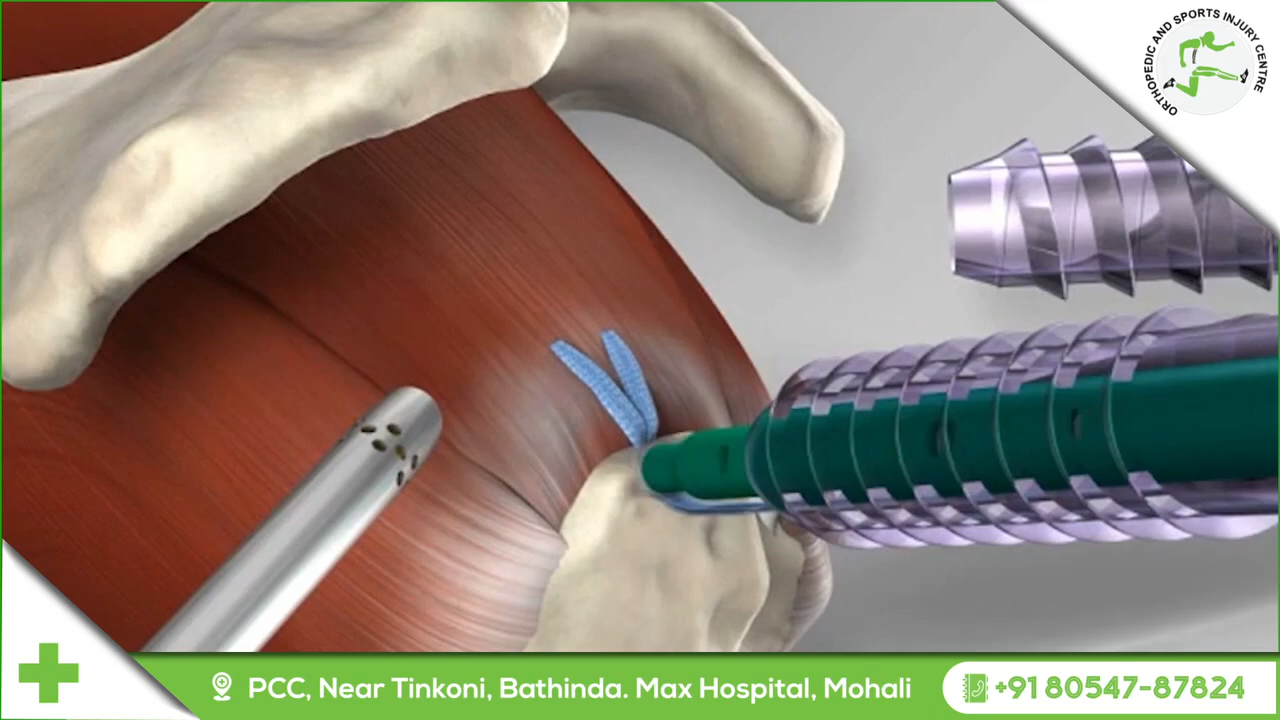 ORTHOPEDIC AND SPORTS INJURY CENTRE
PCC, Near Tinkoni, Bathinda. Max Hospital, Mohali
+91 80547-87824